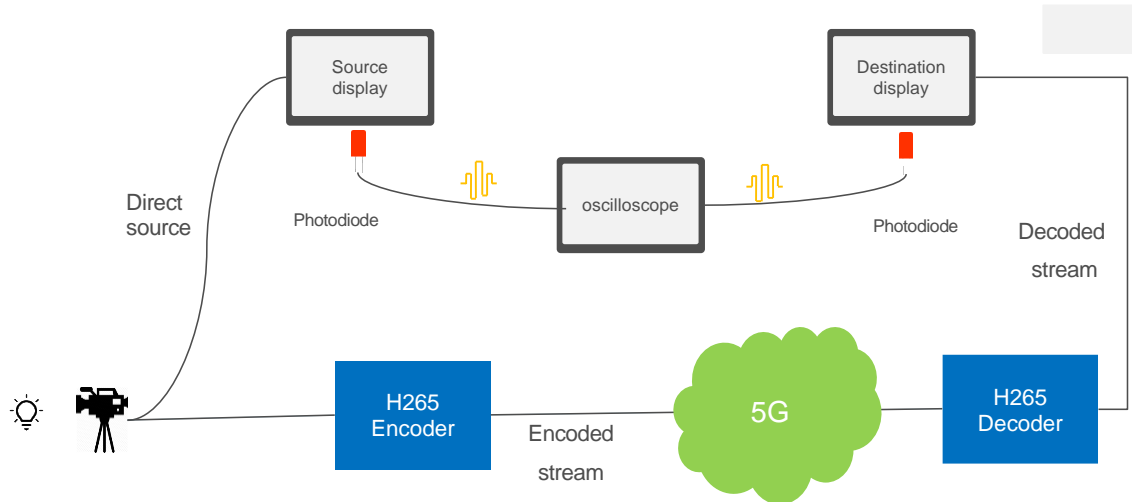 Source
display
Destination
display
oscilloscope
Direct
source
Photodiode
Photodiode
Decoded
stream
H265
Encoder
Encoded
stream
5G
H265
Decoder